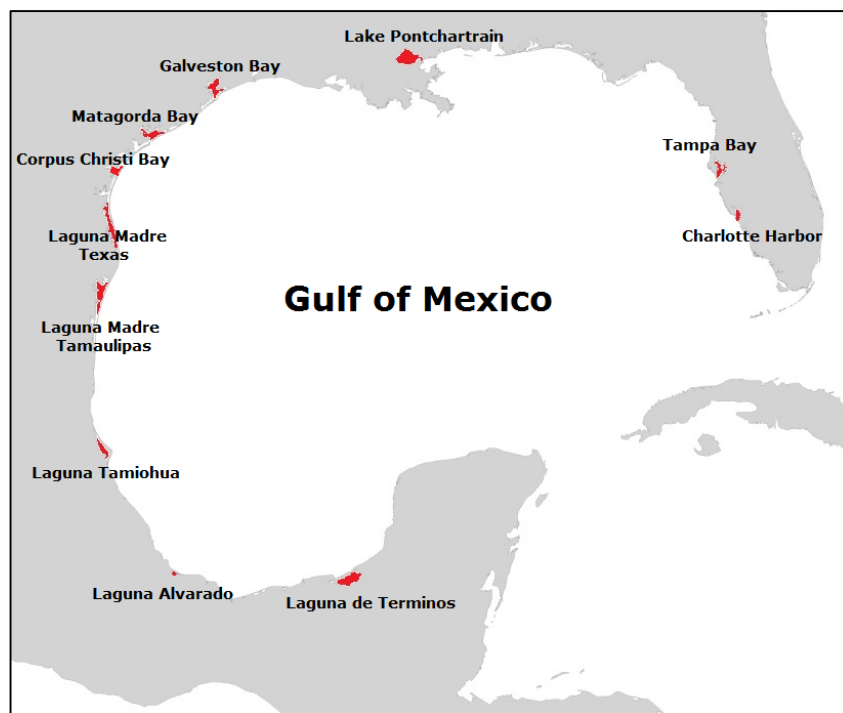 Lake Pontchartrain
Galveston Bay
Matagorda Bay
Tampa Bay
Corpus Christi Bay
Laguna Madre
Texas
Charlotte Harbor
Gulf of Mexico
Laguna Madre
Tamaulipas
Laguna Tamiohua
Laguna Alvarado
Laguna de Terminos